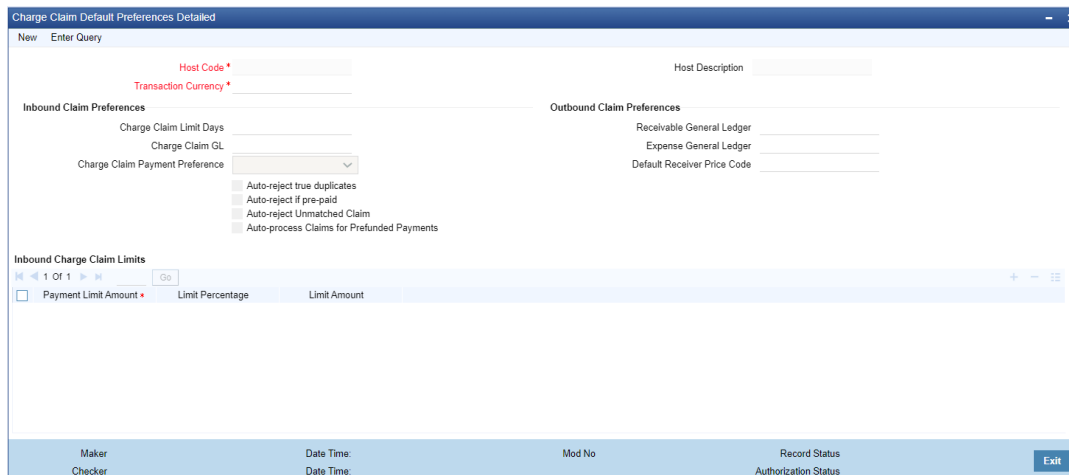 Charge Claim Default Preferences Detailed
New Enter Query
Host Code * Host Description
Transaction Currency *
Inbound Claim Preferences Outbound Claim Preferences
Charge Claim Limit Days Receivable General Ledger
Charge Claim GL Expense General Ledger
Charge Claim Payment Preference Default Receiver Price Code
Auto-reject true duplicates
Auto-reject if pre-paid
Auto-reject Unmatched Claim
Auto-process Claims for Prefunded Payments
Inbound Charge Claim Limits
1 Of 1 Go
Payment Limit Amount * Limit Percentage Limit Amount
Maker Date Time: Mod No Record Status
Exit
Checker Date Time: Authorization Status